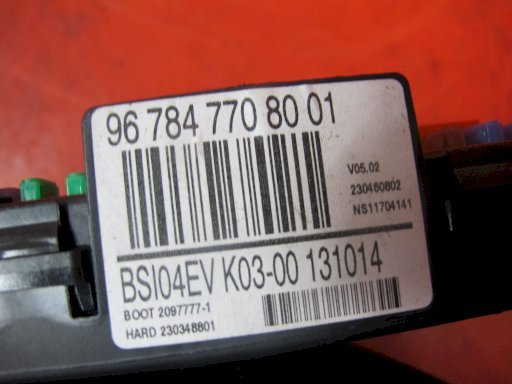 96 784 770 80 01
V05.02
230460802
NS11704141
BSI04EV K03-00 131014
BOOT 2097777-1
HARD 230348801